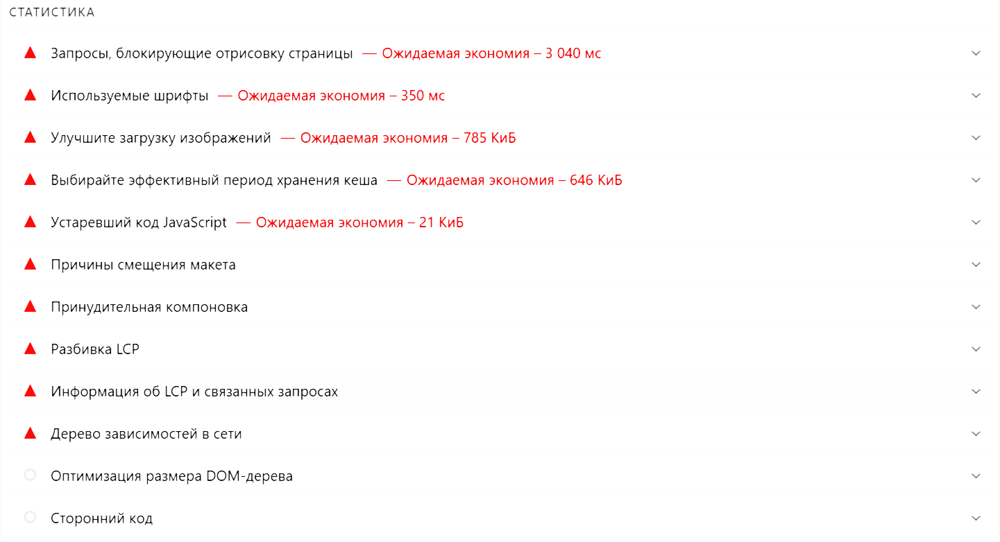 СТАТИСТИКА
Запросы, блокирующие отрисовку страницы — Ожидаемая экономия – 3 040 мс
Используемые шрифты — Ожидаемая экономия – 350 мс
Улучшите загрузку изображений — Ожидаемая экономия – 785 КиБ
Выбирайте эффективный период хранения кеша — Ожидаемая экономия – 646 КиБ
Устаревший код JavaScript — Ожидаемая экономия – 21 КиБ
Причины смещения макета
Принудительная компоновка
Разбивка LCP
Информация об LCP и связанных запросах
Дерево зависимостей в сети
Оптимизация размера DOM-дерева
Сторонний код